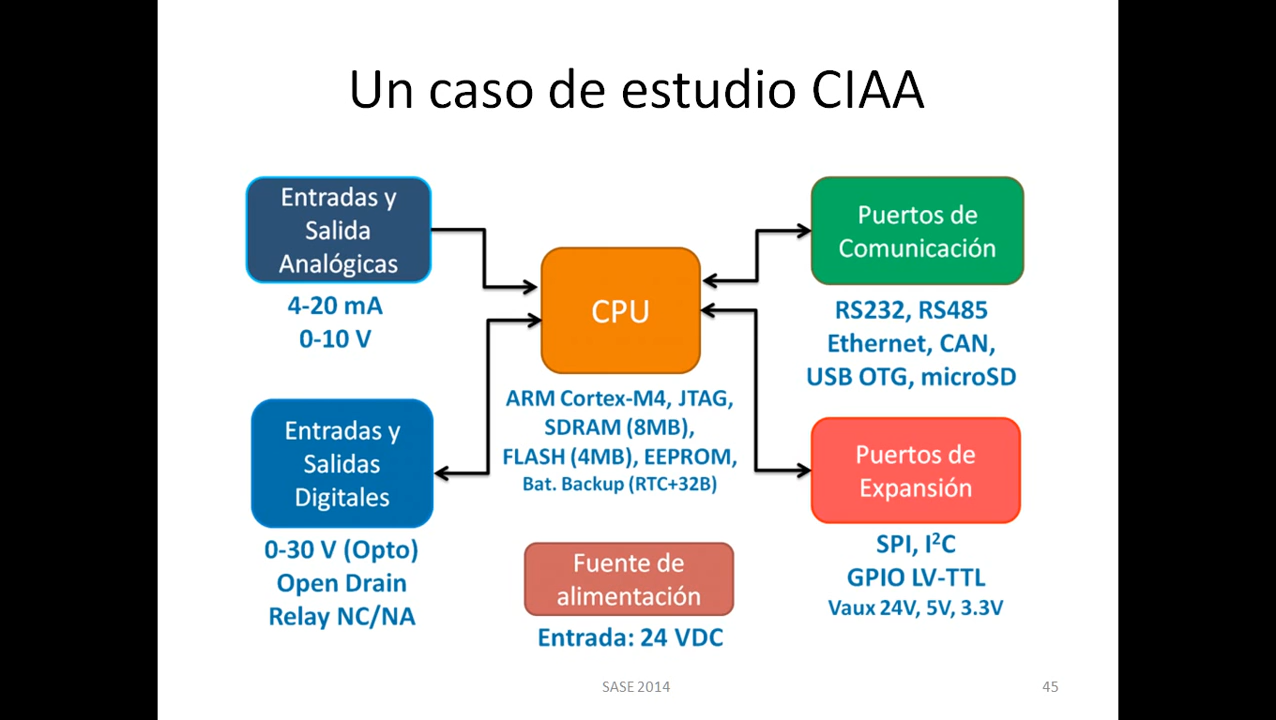 Un caso de estudio CIAA
Entradas y
Salida
Analógicas
4-20 mA
0-10 V
Entradas y
Salidas
Digitales
0-30 V (Opto)
Open Drain
Relay NC/NA
CPU
ARM Cortex-M4, JTAG,
SDRAM (8MB),
FLASH (4MB), EEPROM,
Bat. Backup (RTC+32B)
Fuente de
alimentación
Entrada: 24 VDC
Puertos de
Comunicación
RS232, RS485
Ethernet, CAN,
USB OTG, microSD
Puertos de
Expansión
SPI, I²C
GPIO LV-TTL
Vaux 24V, 5V, 3.3V
SASE 2014
45